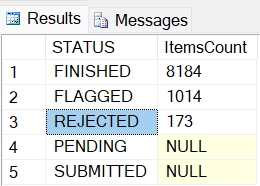 Results Messages
STATUS ItemsCount
1 FINISHED 8184
2 FLAGGED 1014
3 REJECTED 173
4 PENDING NULL
5 SUBMITTED NULL